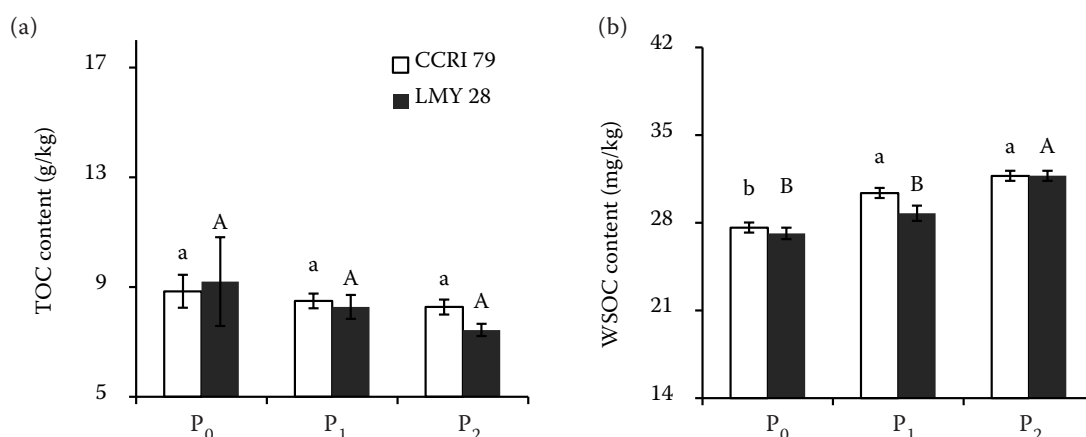 (a)
17
13
9
5
TOC content (g/kg)
CCRI 79
LMY 28
a
A
a
A
a
A
P₀
P₁
P₂
(b)
42
35
28
21
14
WSOC content (mg/kg)
b
B
a
B
a
A
P₀
P₁
P₂